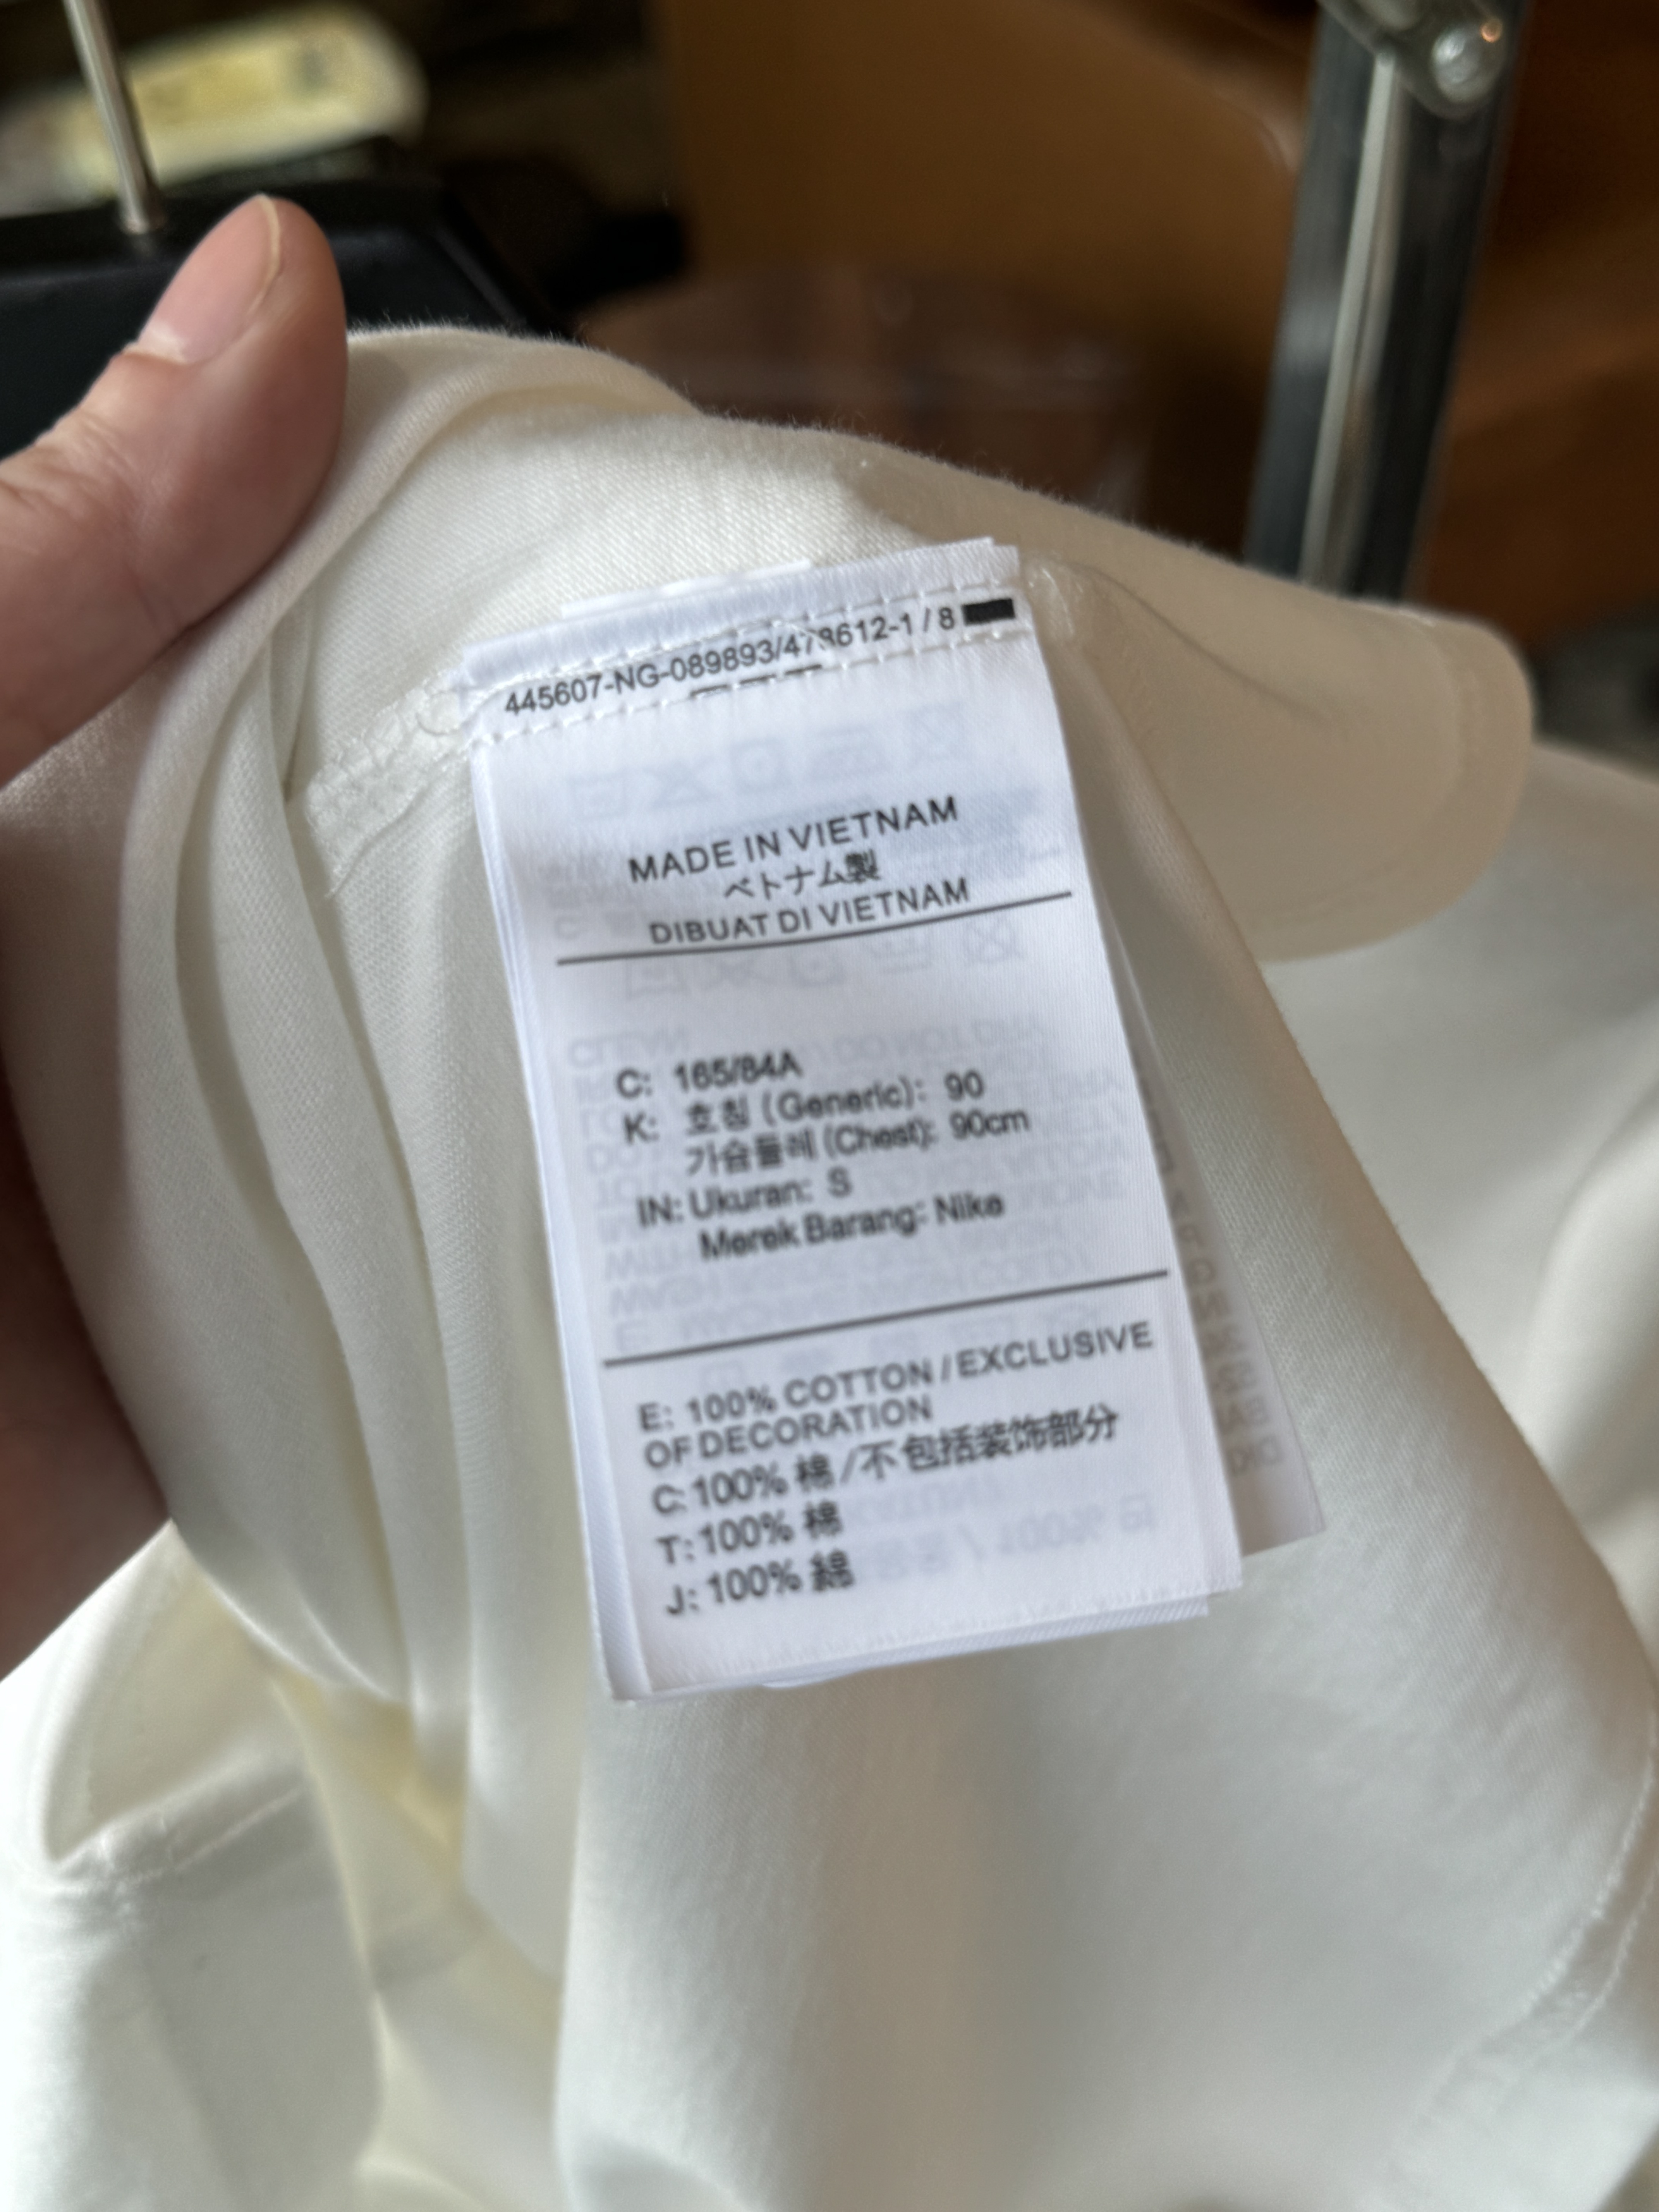 445607-NG-089893/478612-1 / 8
MADE IN VIETNAM
ベトナム製
DIBUAT DI VIETNAM
C: 165/84A
K: 호칭 (Generic): 90
가슴둘레 (Chest): 90cm
IN: Ukuran: S
Merek Barang: Nike
E: 100% COTTON / EXCLUSIVE
OF DECORATION
C: 100% 棉 / 不包括装饰部分
T: 100% 棉
J: 100% 綿